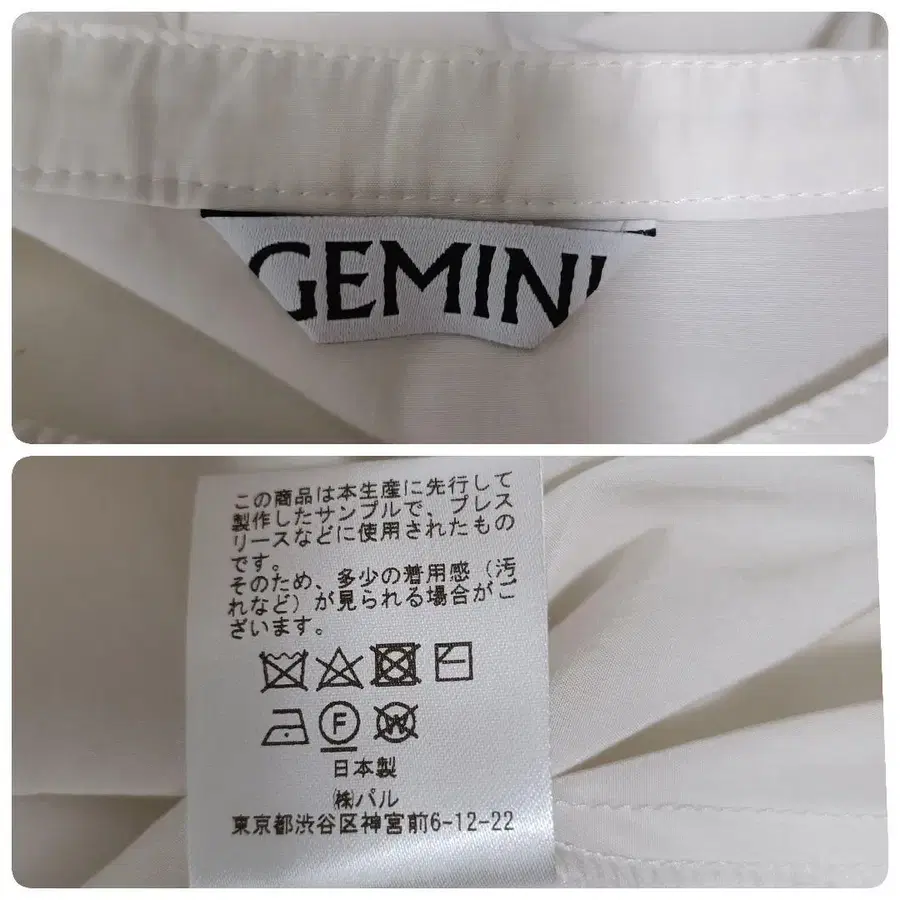 GEMINI
この商品は本生産に先行して
製作したサンプルで、プレス
リースなどに使用されたもの
です。
そのため、多少の着用感（汚
れなど）が見られる場合がご
ざいます。
F
W
日本製
㈱パル
東京都渋谷区神宮前6-12-22